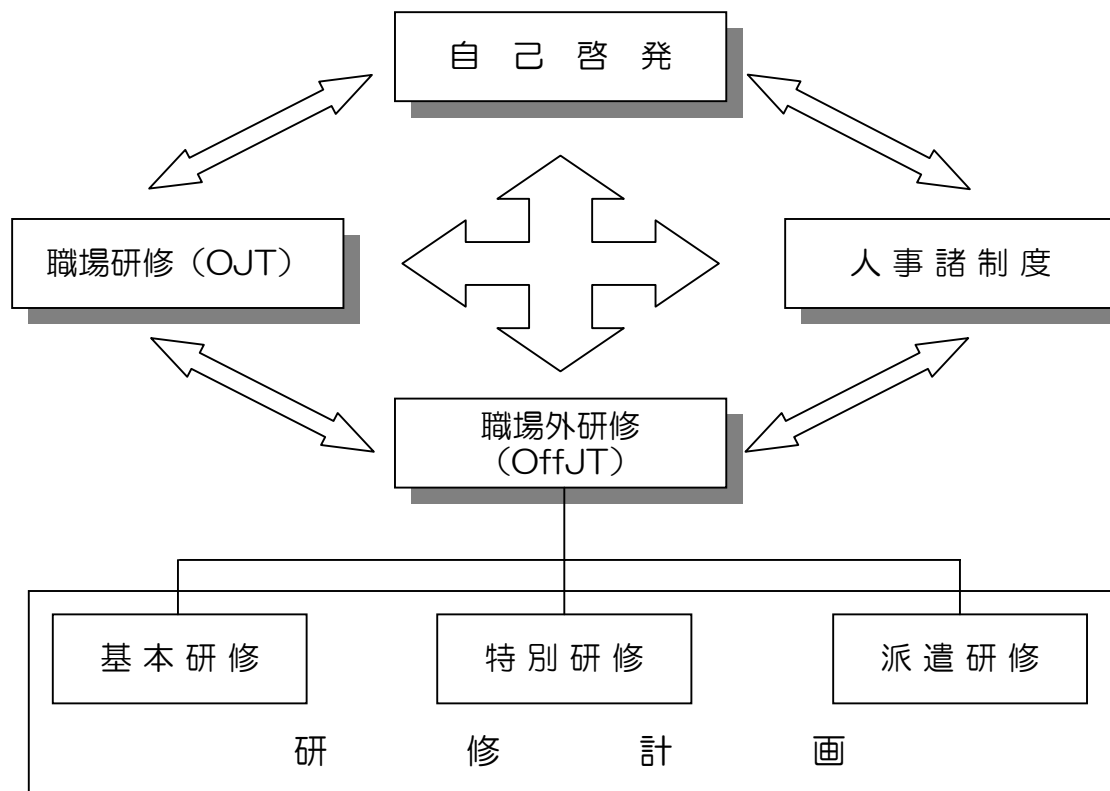 自己啓発
職場研修（OJT）
人事諸制度
職場外研修
（OffJT）
基本研修
特別研修
派遣研修
研修計画